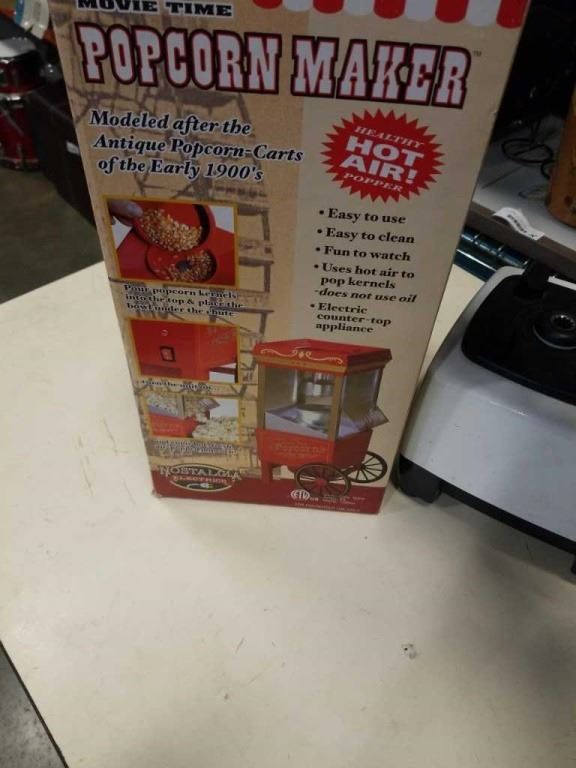 MOVIE TIME
POPCORN MAKER™
Modeled after the
Antique Popcorn-Carts
of the Early 1900's
HEALTHY
HOT
AIR!
POPPER
• Easy to use
• Easy to clean
• Fun to watch
• Uses hot air to
pop kernels
-does not use oil
• Electric
counter-top
appliance
Pour popcorn kernels
into the top & place the
bowl under the chute
Popcorn
NOSTALGIA
ELECTRICS